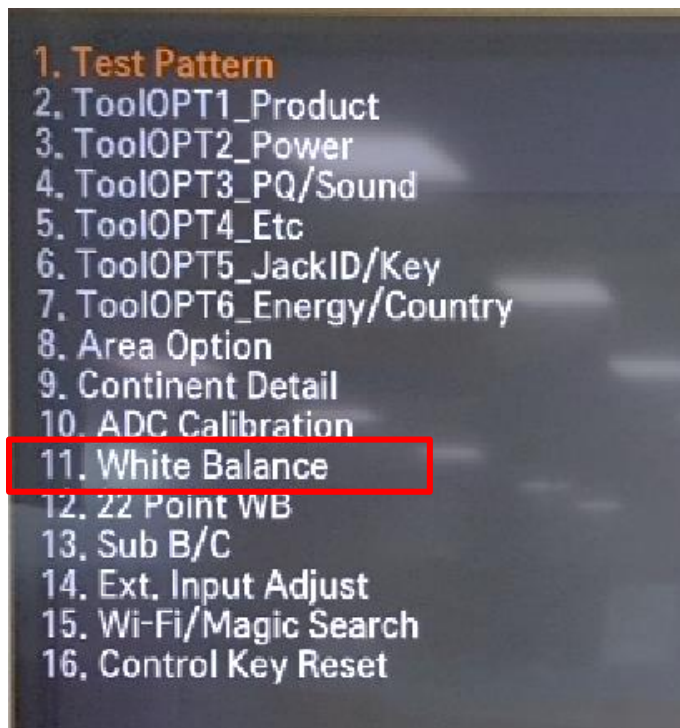 1. Test Pattern
2. ToolOPT1_Product
3. ToolOPT2_Power
4. ToolOPT3_PQ/Sound
5. ToolOPT4_Etc
6. ToolOPT5_JackID/Key
7. ToolOPT6_Energy/Country
8. Area Option
9. Continent Detail
10. ADC Calibration
11. White Balance
12. 22 Point WB
13. Sub B/C
14. Ext. Input Adjust
15. Wi-Fi/Magic Search
16. Control Key Reset